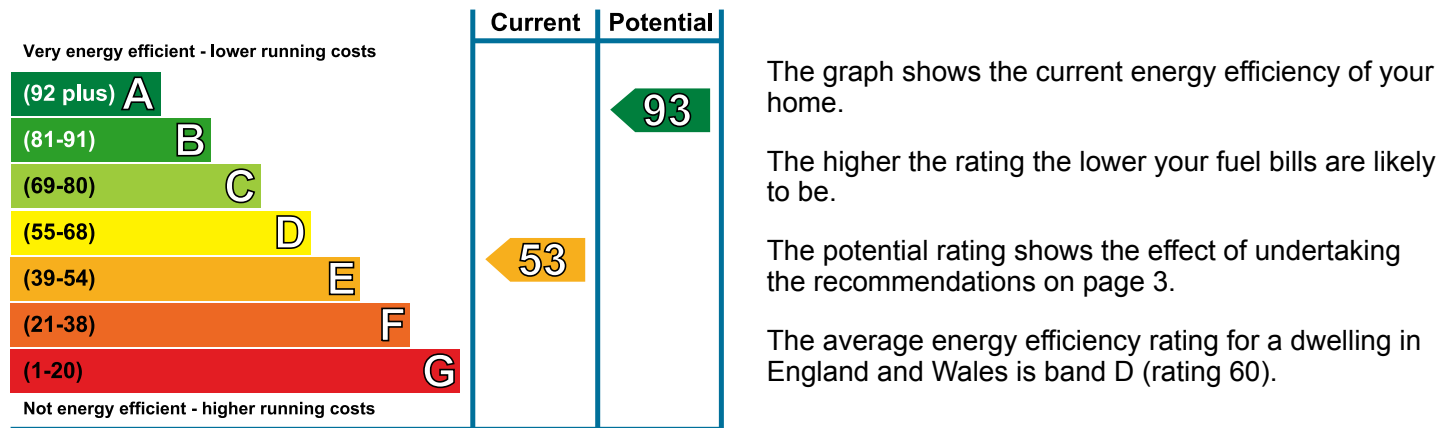 Current Potential
Very energy efficient - lower running costs
(92 plus) A
93
(81-91) B
(69-80) C
(55-68) D
53
(39-54) E
(21-38) F
(1-20) G
Not energy efficient - higher running costs
The graph shows the current energy efficiency of your
home.
The higher the rating the lower your fuel bills are likely
to be.
The potential rating shows the effect of undertaking
the recommendations on page 3.
The average energy efficiency rating for a dwelling in
England and Wales is band D (rating 60).